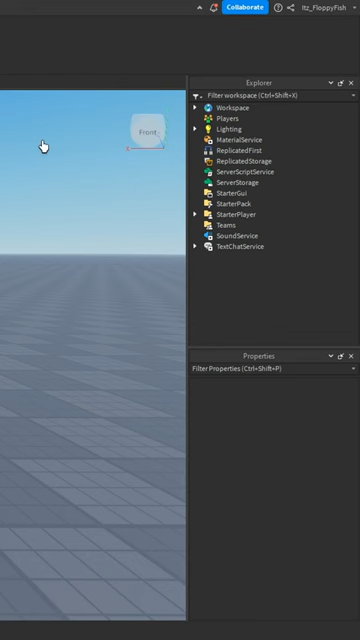 Collaborate
Itz_FloppyFish
Explorer
Filter workspace (Ctrl+Shift+X)
Front
X
Workspace
Players
Lighting
MaterialService
ReplicatedFirst
ReplicatedStorage
ServerScriptService
ServerStorage
StarterGui
StarterPack
StarterPlayer
Teams
SoundService
TextChatService
Properties
Filter Properties (Ctrl+Shift+P)